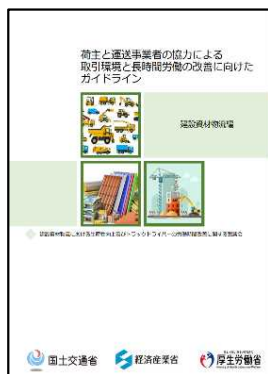 荷主と運送事業者の協力による
取引環境と長時間労働の改善に向けた
ガイドライン
建設資材物流編
国土交通省
経済産業省
厚生労働省